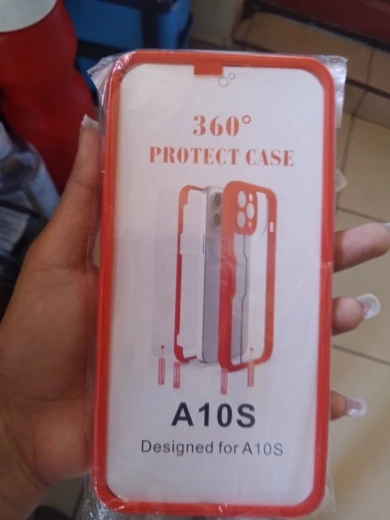 360°
PROTECT CASE
A10S
Designed for A10S